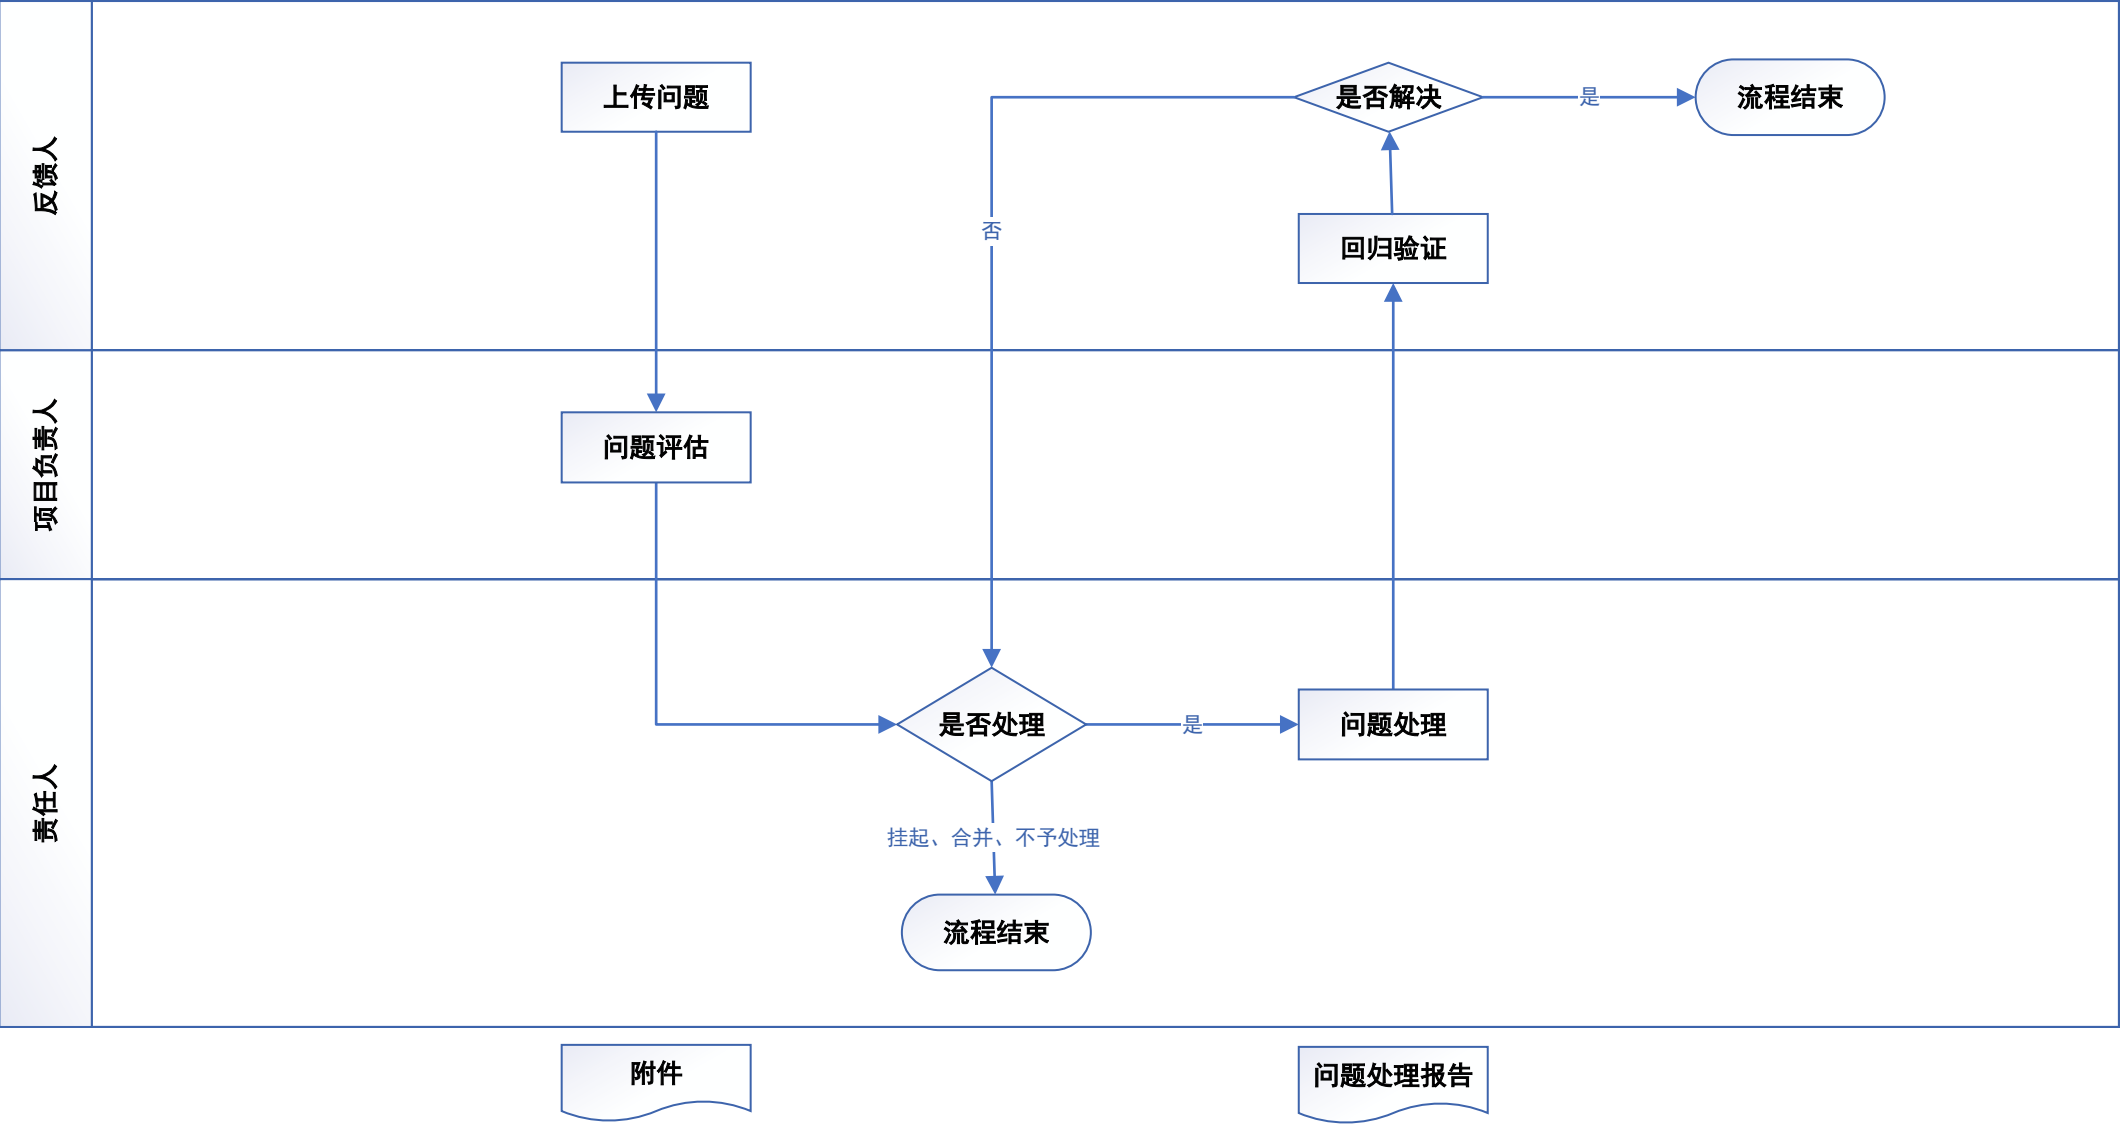 反馈人
上传问题
是否解决
是
流程结束
否
回归验证
项目负责人
问题评估
责任人
是否处理
是
问题处理
挂起、合并、不予处理
流程结束
附件
问题处理报告